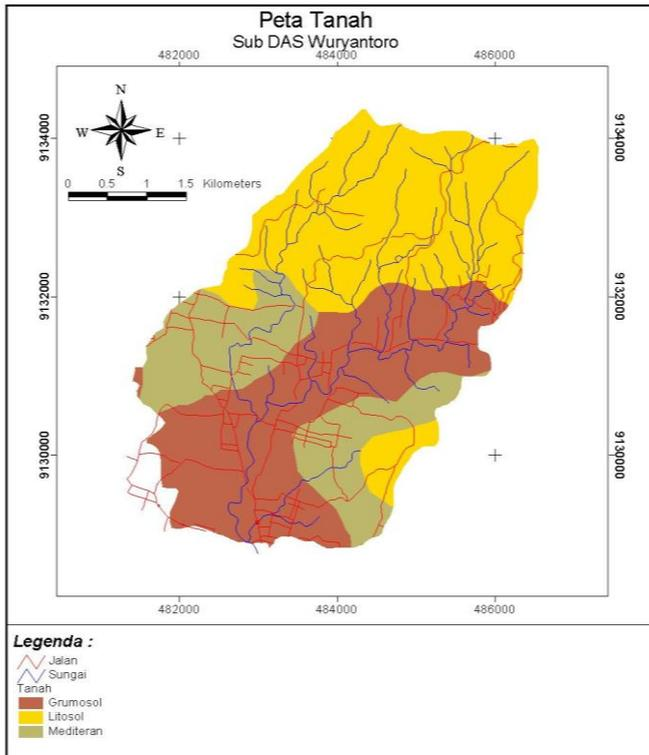 Peta Tanah
Sub DAS Wuryantoro
482000 484000 486000
N
W E
S
0 0.5 1 1.5 Kilometers
9134000 9134000
9132000 9132000
9130000 9130000
482000 484000 486000
Legenda :
Jalan
Sungai
Tanah
Grumosol
Litosol
Mediteran